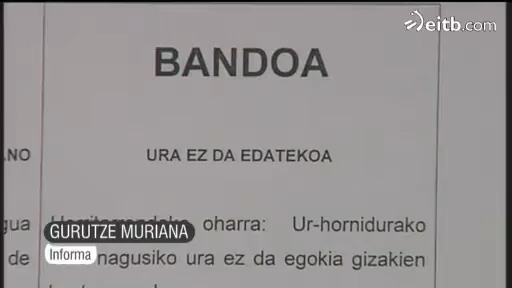 eitb.com
BANDOA
NO
URA EZ DA EDATEKOA
gua oharra: Ur-hornidurako
GURUTZE MURIANA
Informa
de nagusiko ura ez da egokia gizakien